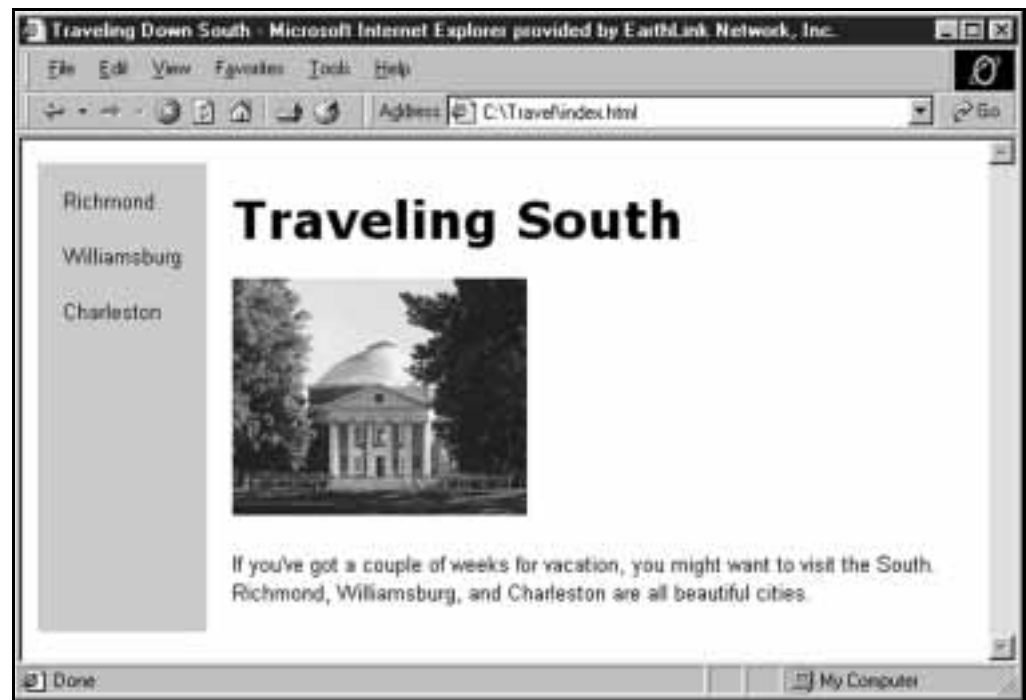 Traveling Down South - Microsoft Internet Explorer provided by EarthLink Network, Inc.
File Edit View Favorites Tools Help
Address C:\Travel\index.html Go
Richmond
Williamsburg
Charleston
Traveling South
If you've got a couple of weeks for vacation, you might want to visit the South.
Richmond, Williamsburg, and Charleston are all beautiful cities.
Done
My Computer